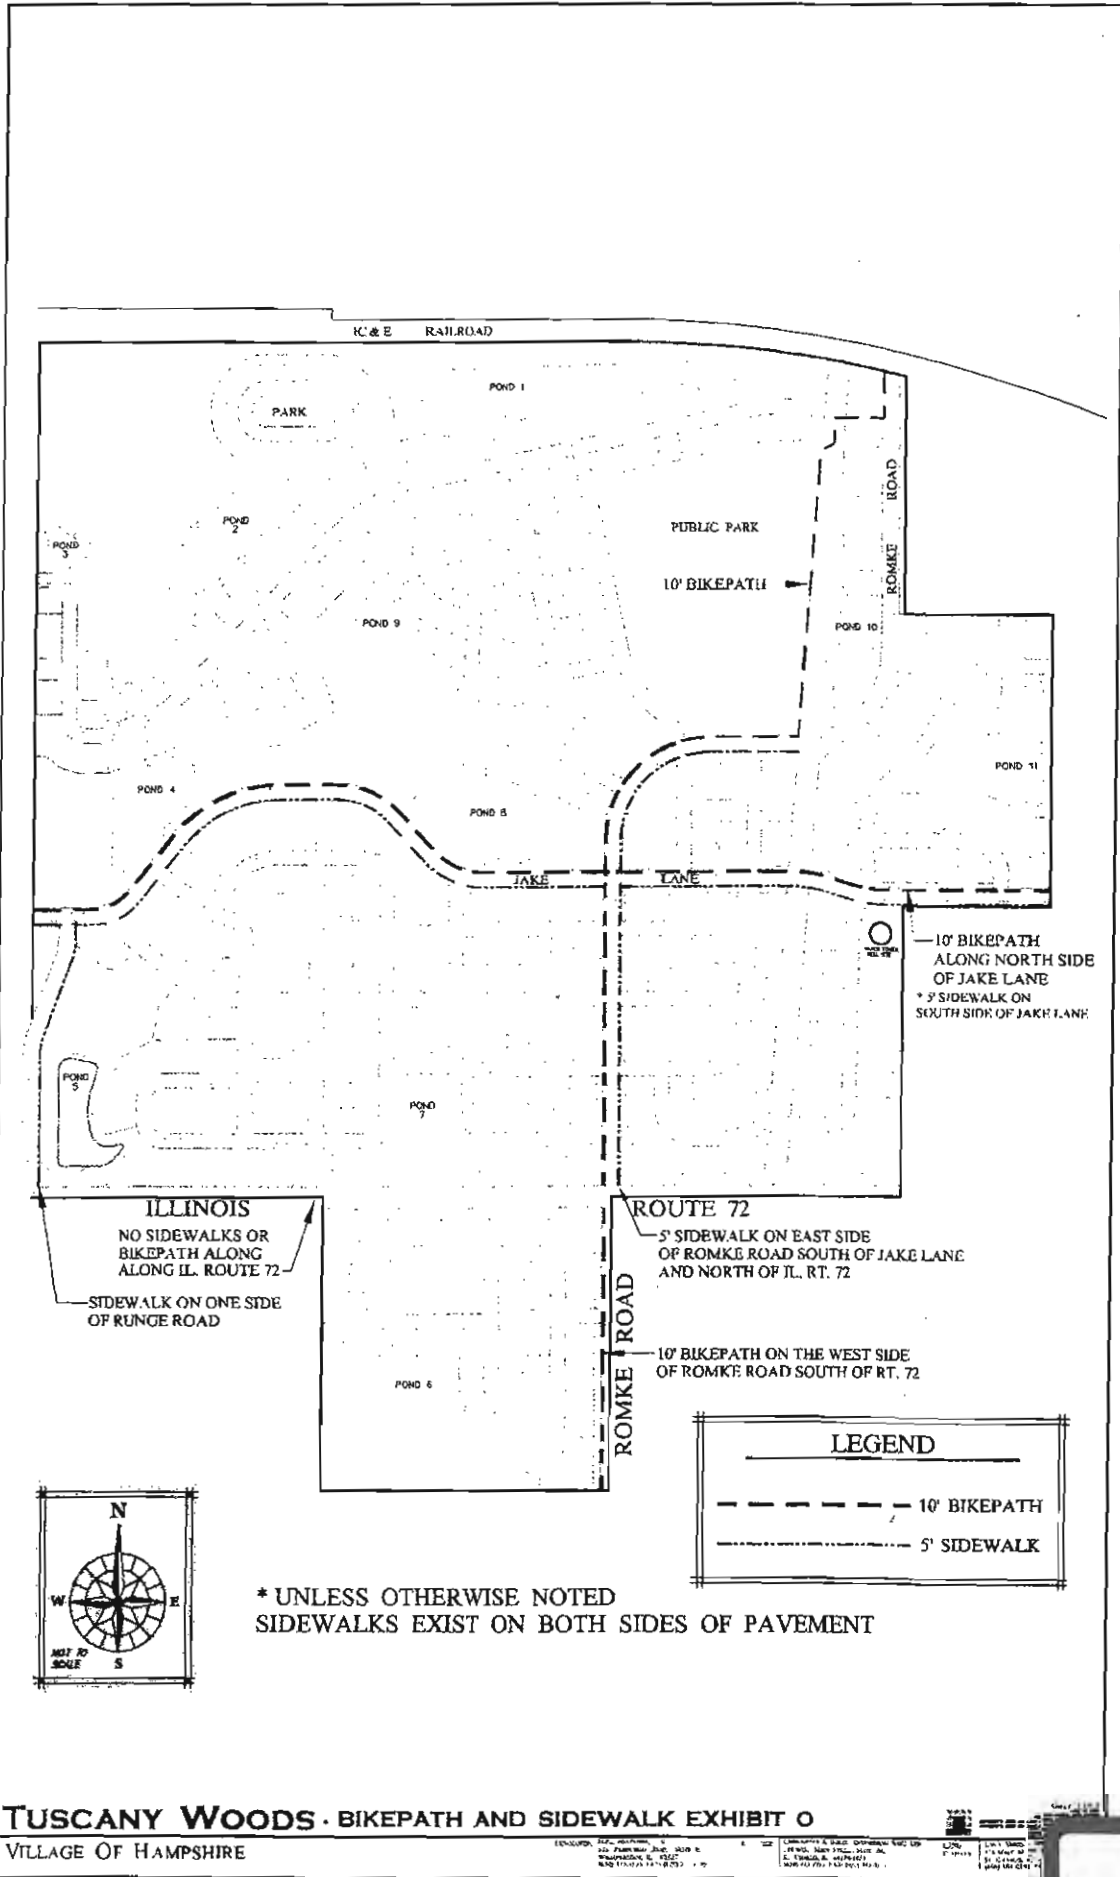 IC & E RAILROAD
POND 1
PARK
ROMKE ROAD
POND
2
PUBLIC PARK
POND
3
10' BIKEPATH
POND 9
POND 10
POND 11
POND 4
POND 8
JAKE LANE
10' BIKEPATH
ALONG NORTH SIDE
OF JAKE LANE
* 5' SIDEWALK ON
SOUTH SIDE OF JAKE LANE
POND
5
POND
7
ILLINOIS ROUTE 72
NO SIDEWALKS OR
BIKEPATH ALONG
ALONG IL. ROUTE 72
5' SIDEWALK ON EAST SIDE
OF ROMKE ROAD SOUTH OF JAKE LANE
AND NORTH OF IL. RT. 72
SIDEWALK ON ONE SIDE
OF RUNGE ROAD
ROMKE ROAD
10' BIKEPATH ON THE WEST SIDE
OF ROMKE ROAD SOUTH OF RT. 72
POND 6
LEGEND
10' BIKEPATH
5' SIDEWALK
N
W E
S
NOT TO
SCALE
* UNLESS OTHERWISE NOTED
SIDEWALKS EXIST ON BOTH SIDES OF PAVEMENT
TUSCANY WOODS · BIKEPATH AND SIDEWALK EXHIBIT O
VILLAGE OF HAMPSHIRE